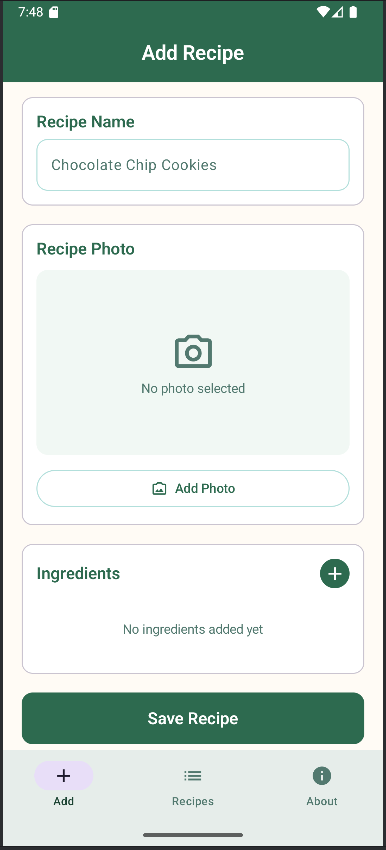 7:48
Add Recipe
Recipe Name
Chocolate Chip Cookies
Recipe Photo
No photo selected
Add Photo
Ingredients
No ingredients added yet
Save Recipe
Add
Recipes
About